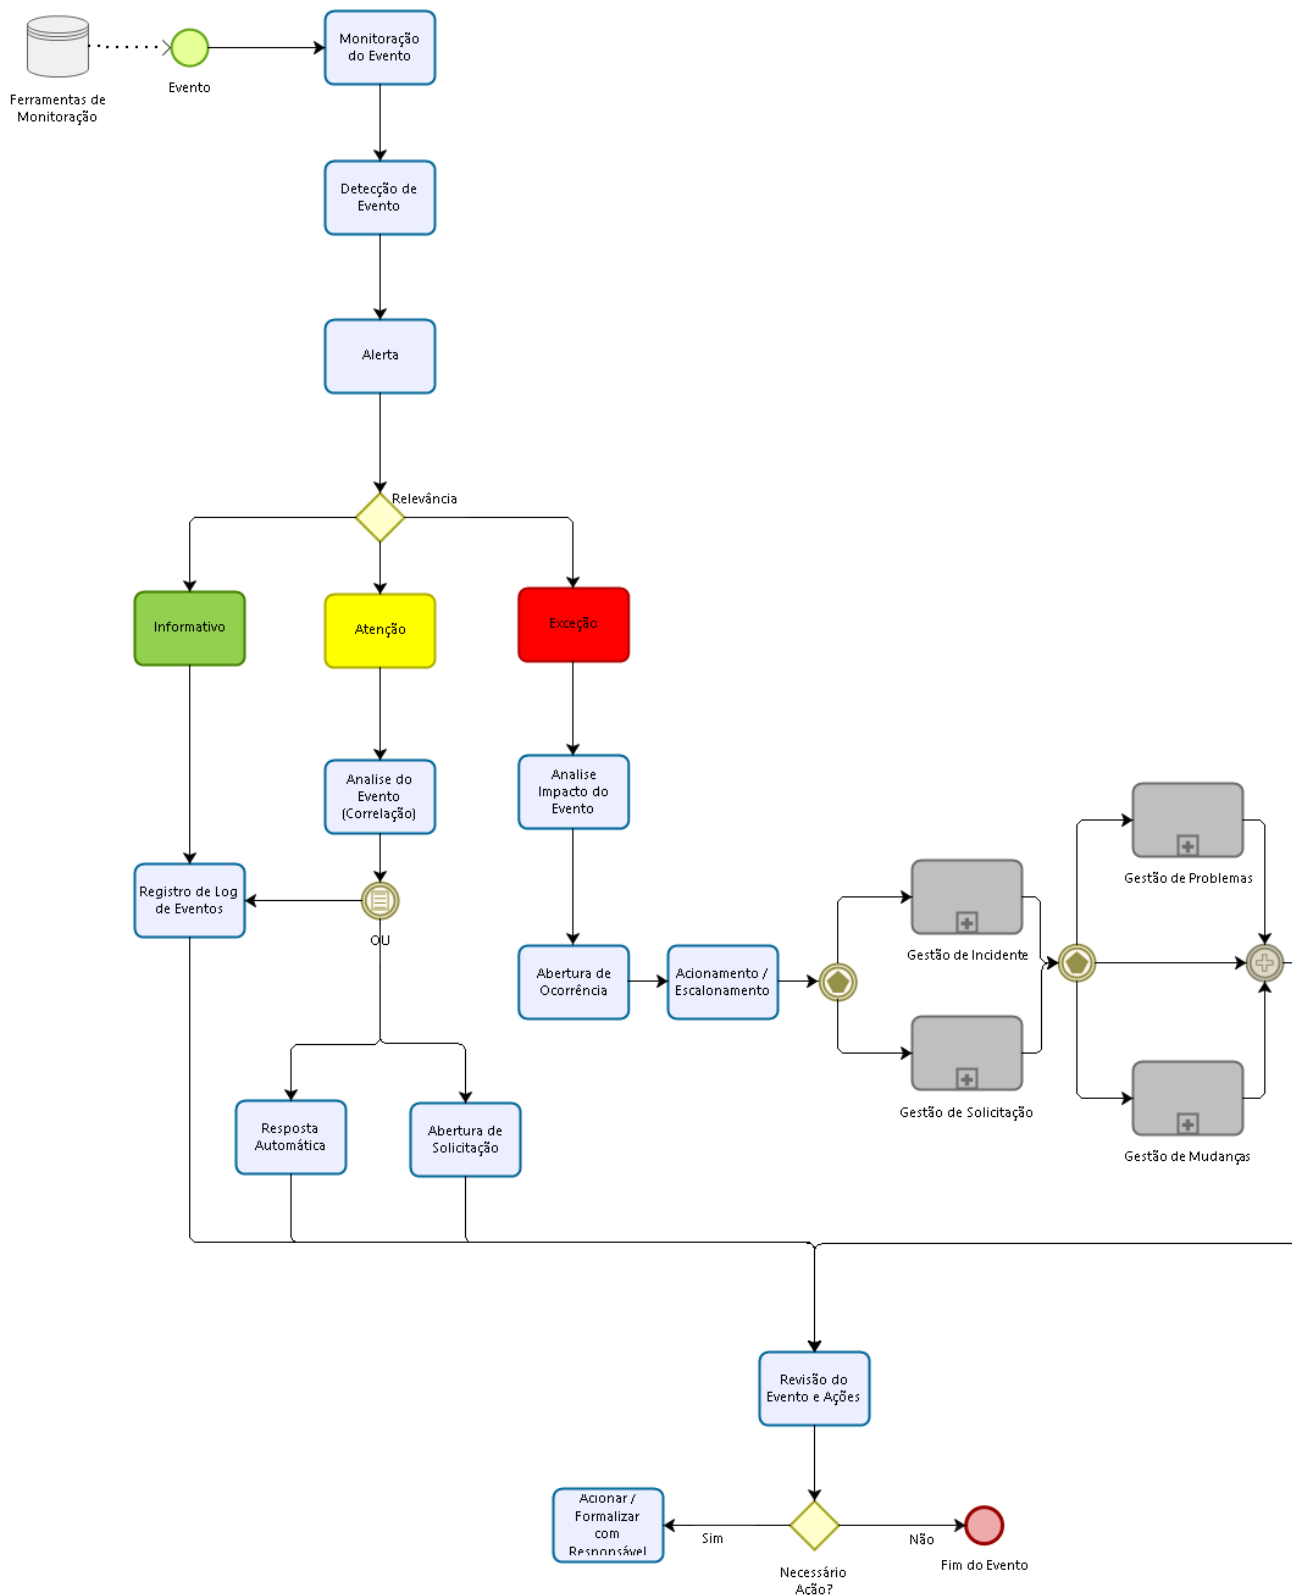 Monitoração
do Evento
Ferramentas de
Monitoração
Evento
Detecção de
Evento
Alerta
Relevância
Informativo
Atenção
Exceção
Analise do
Evento
(Correlação)
Analise
Impacto do
Evento
Registro de Log
de Eventos
OU
Abertura de
Ocorrência
Acionamento /
Escalonamento
Gestão de Incidente
Gestão de Solicitação
Gestão de Problemas
Gestão de Mudanças
Resposta
Automática
Abertura de
Solicitação
Revisão do
Evento e Ações
Acionar /
Formalizar
com
Responsável
Sim
Não
Necessário
Ação?
Fim do Evento